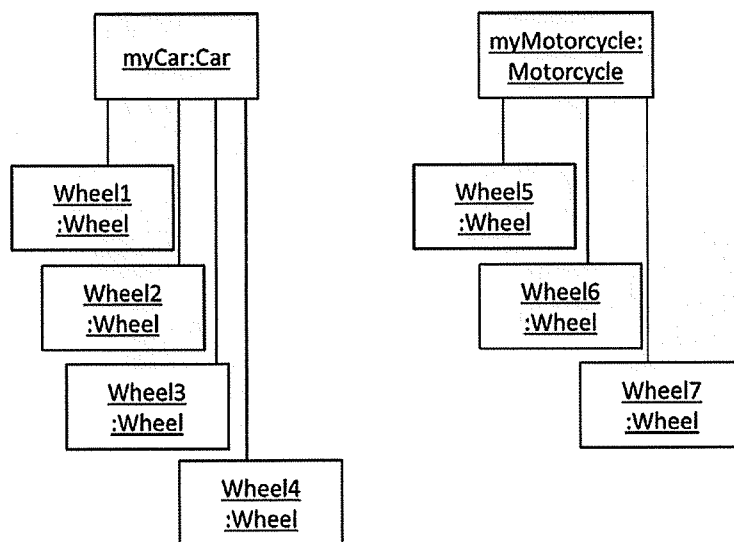 myCar:Car
myMotorcycle:
Motorcycle
Wheel1
:Wheel
Wheel2
:Wheel
Wheel3
:Wheel
Wheel4
:Wheel
Wheel5
:Wheel
Wheel6
:Wheel
Wheel7
:Wheel